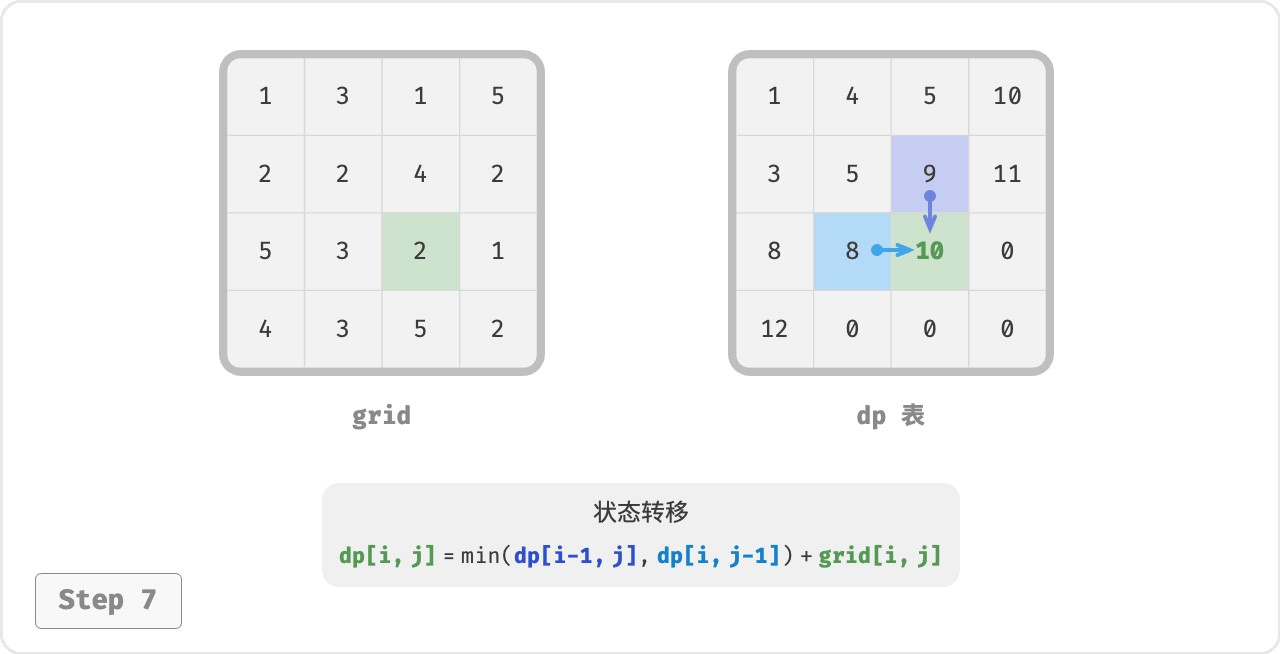 1 3 1 5
2 2 4 2
5 3 2 1
4 3 5 2
grid
1 4 5 10
3 5 9 11
8 8 10 0
12 0 0 0
dp 表
状态转移
dp[i, j] = min(dp[i-1, j], dp[i, j-1]) + grid[i, j]
Step 7